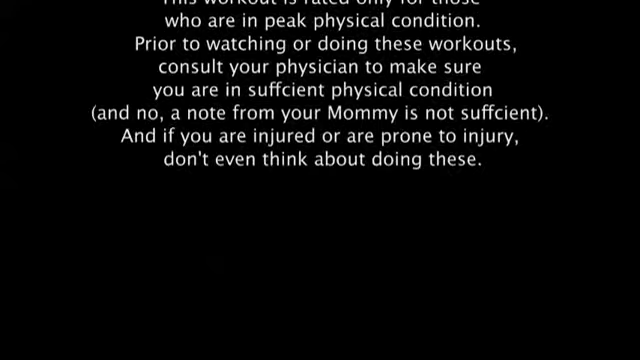 This workout is rated only for those
who are in peak physical condition.
Prior to watching or doing these workouts,
consult your physician to make sure
you are in suffcient physical condition
(and no, a note from your Mommy is not suffcient).
And if you are injured or are prone to injury,
don't even think about doing these.